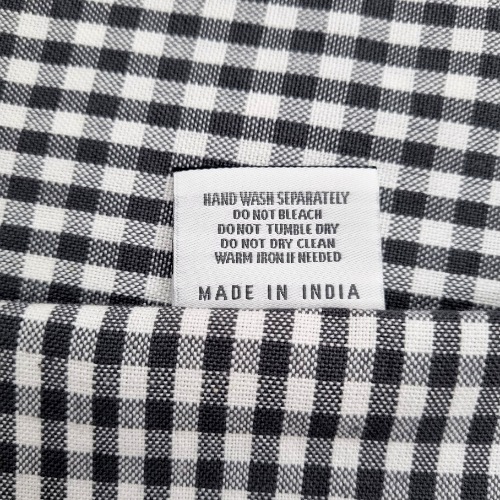 HAND WASH SEPARATELY
DO NOT BLEACH
DO NOT TUMBLE DRY
DO NOT DRY CLEAN
WARM IRON IF NEEDED
MADE IN INDIA